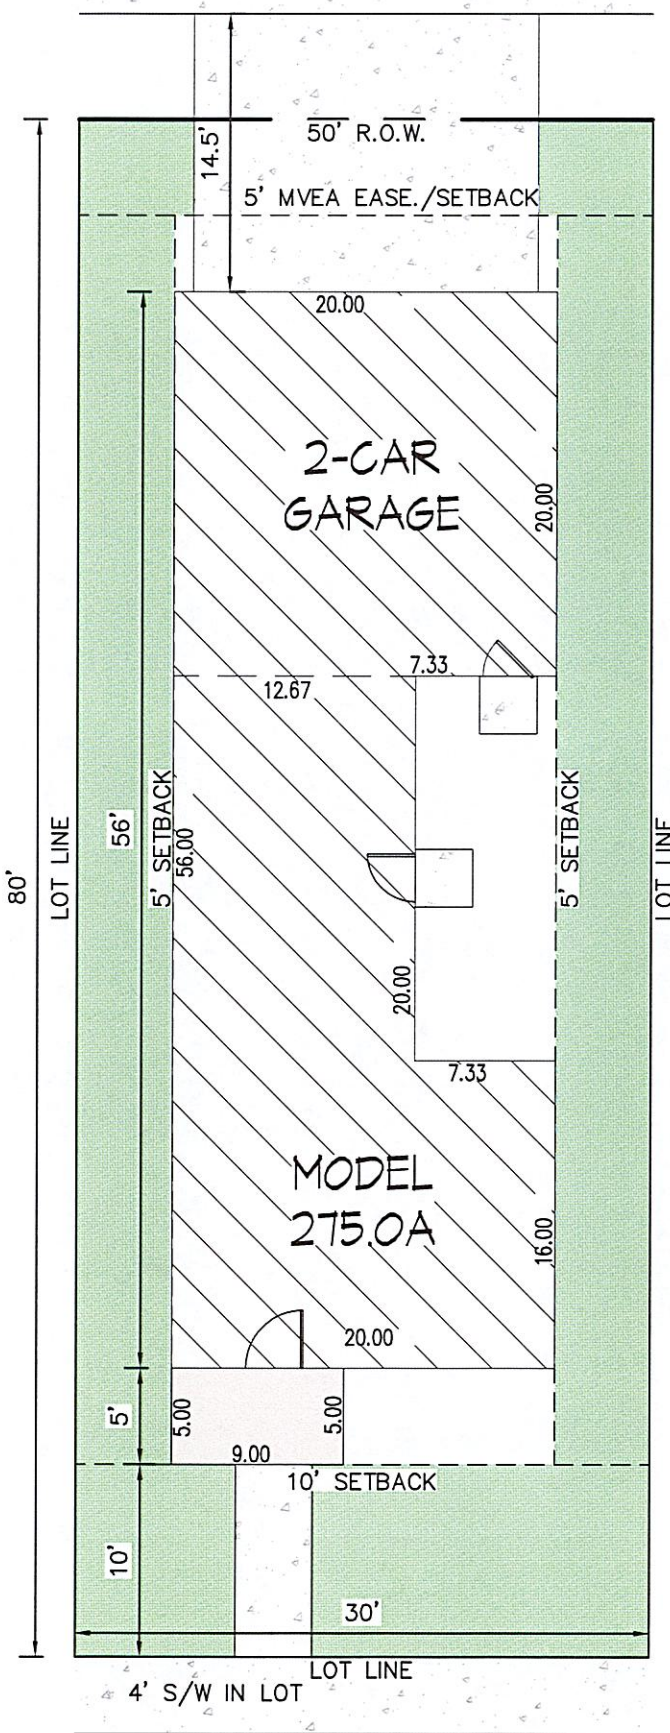 14.5'
50' R.O.W.
5' MVEA EASE./SETBACK
20.00
2-CAR
GARAGE
20.00
7.33
12.67
80'
LOT LINE
56'
5' SETBACK
56.00
5' SETBACK
LOT LINE
20.00
7.33
MODEL
275.0A
16.00
20.00
5'
5.00
5.00
9.00
10' SETBACK
10'
30'
LOT LINE
4' S/W IN LOT